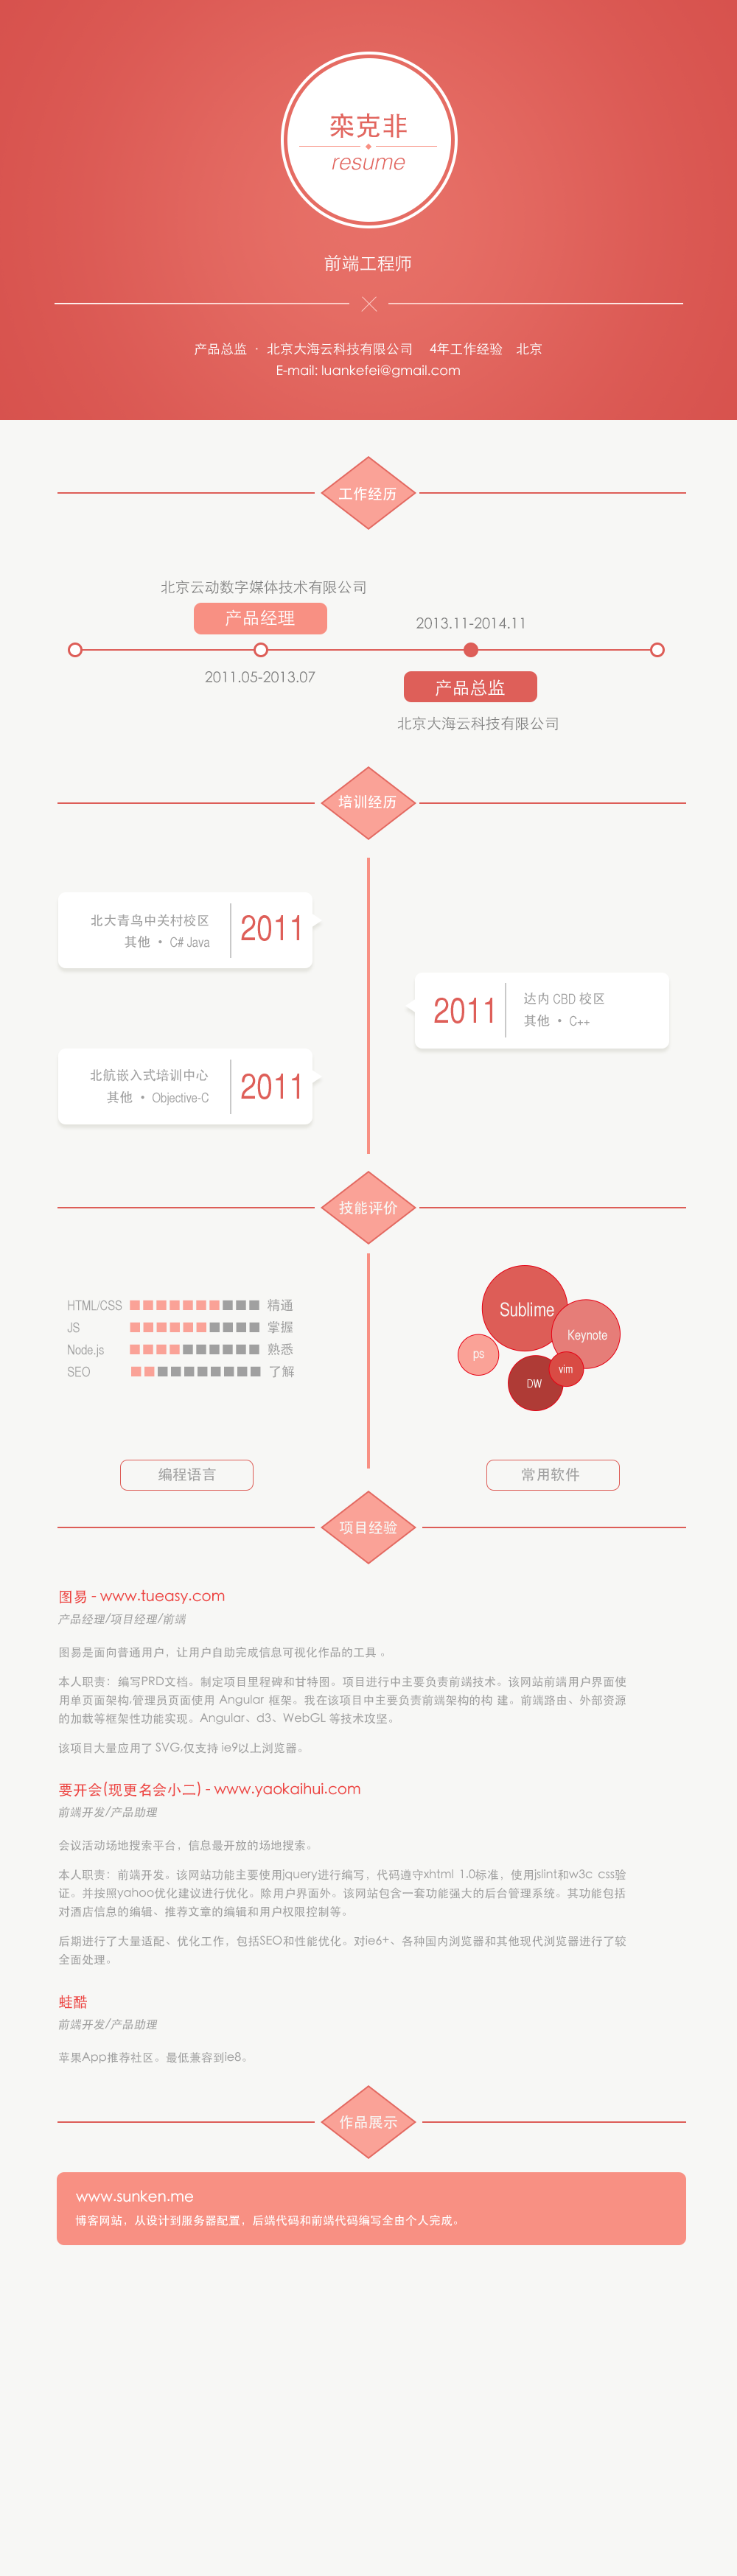 栾克非
resume
前端工程师
产品总监 · 北京大海云科技有限公司 4年工作经验 北京
E-mail: luankefei@gmail.com
工作经历
北京云动数字媒体技术有限公司
产品经理
2011.05-2013.07
2013.11-2014.11
产品总监
北京大海云科技有限公司
培训经历
北大青鸟中关村校区
其他 • C# Java
2011
2011
达内 CBD 校区
其他 • C++
北航嵌入式培训中心
其他 • Objective-C
2011
技能评价
HTML/CSS 精通
JS 掌握
Node.js 熟悉
SEO 了解
编程语言
Sublime
Keynote
ps
vim
DW
常用软件
项目经验
图易 - www.tueasy.com
产品经理/项目经理/前端
图易是面向普通用户，让用户自助完成信息可视化作品的工具 。
本人职责：编写PRD文档。制定项目里程碑和甘特图。项目进行中主要负责前端技术。该网站前端用户界面使
用单页面架构,管理员页面使用 Angular 框架。我在该项目中主要负责前端架构的构 建。前端路由、外部资源
的加载等框架性功能实现。Angular、d3、WebGL 等技术攻坚。
该项目大量应用了 SVG,仅支持 ie9以上浏览器。
要开会(现更名会小二) - www.yaokaihui.com
前端开发/产品助理
会议活动场地搜索平台，信息最开放的场地搜索。
本人职责：前端开发。该网站功能主要使用jquery进行编写，代码遵守xhtml 1.0标准，使用jslint和w3c css验
证。并按照yahoo优化建议进行优化。除用户界面外。该网站包含一套功能强大的后台管理系统。其功能包括
对酒店信息的编辑、推荐文章的编辑和用户权限控制等。
后期进行了大量适配、优化工作，包括SEO和性能优化。对ie6+、各种国内浏览器和其他现代浏览器进行了较
全面处理。
蛙酷
前端开发/产品助理
苹果App推荐社区。最低兼容到ie8。
作品展示
www.sunken.me
博客网站，从设计到服务器配置，后端代码和前端代码编写全由个人完成。